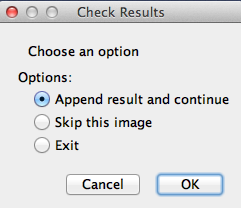 Check Results
Choose an option
Options:
Append result and continue
Skip this image
Exit
Cancel OK